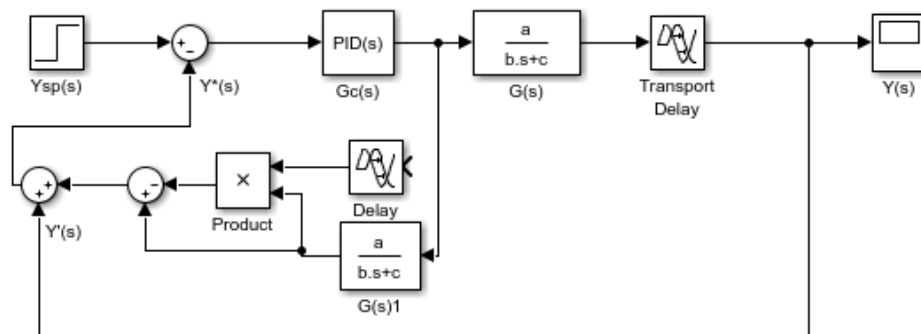 Ysp(s)
Y*(s)
PID(s)
Gc(s)
a
b.s+c
G(s)
Transport
Delay
Y(s)
Y'(s)
×
Product
Delay
a
b.s+c
G(s)1